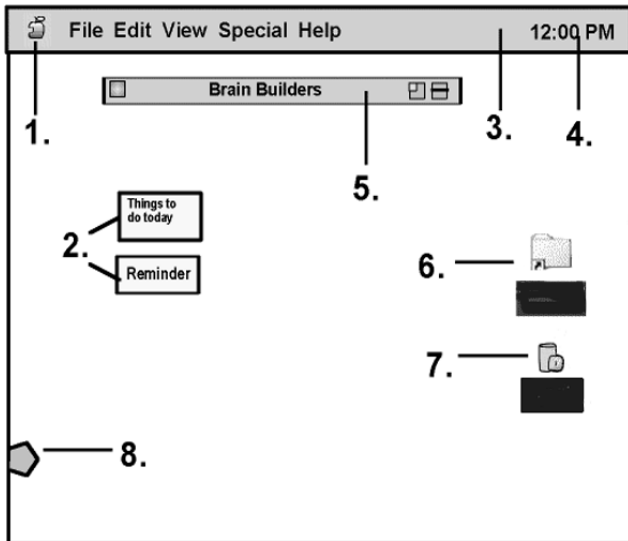 File Edit View Special Help
12:00 PM
Brain Builders
1.
3.
4.
5.
Things to
do today
2.
Reminder
6.
7.
8.